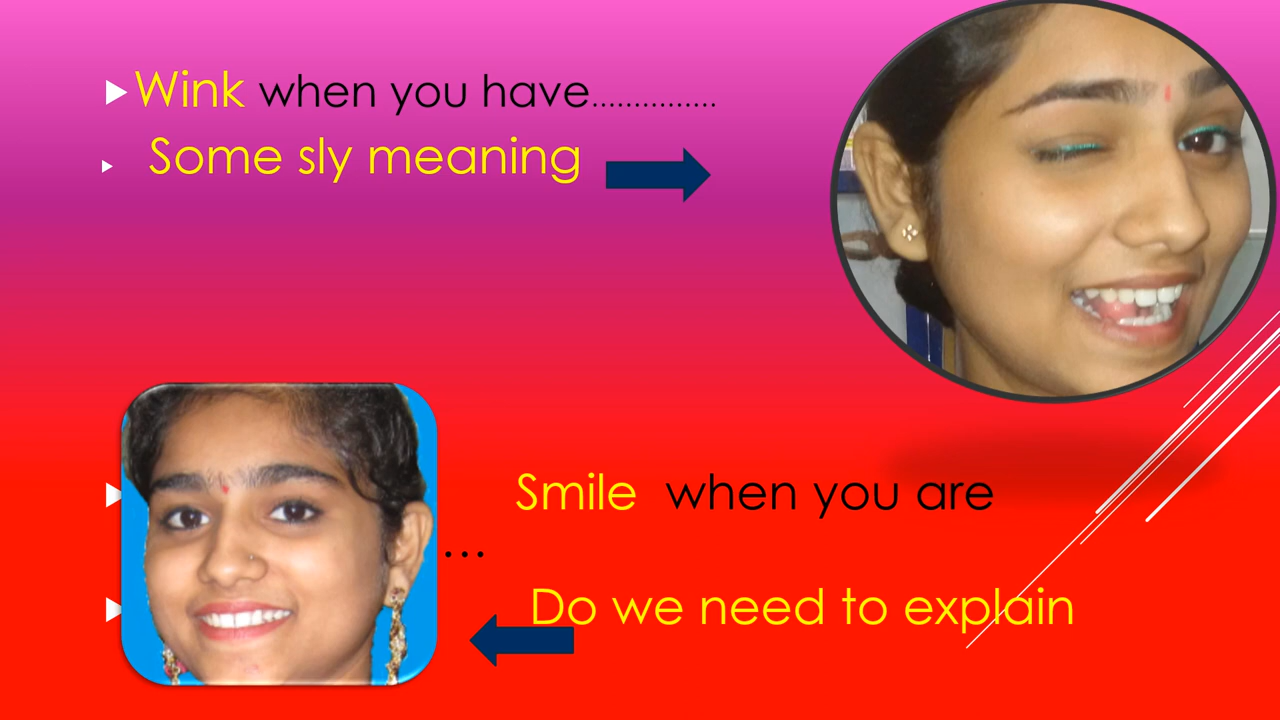 Wink when you have...............
Some sly meaning
Smile when you are
...
Do we need to explain